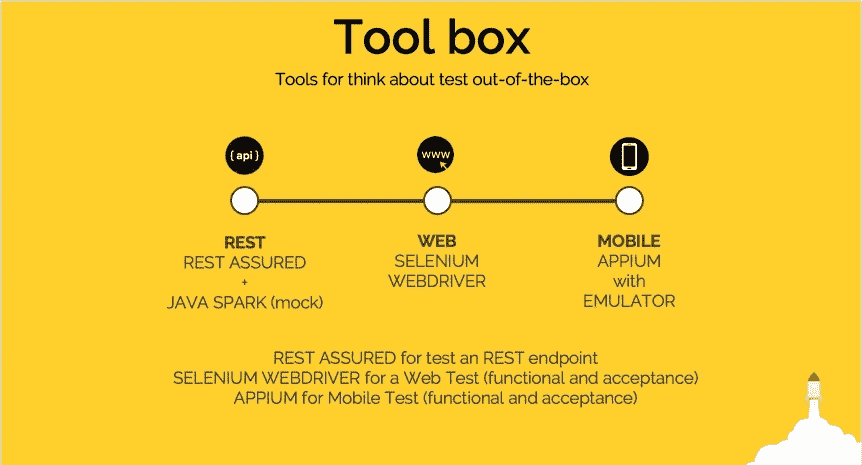 Tool box
Tools for think about test out-of-the-box
{ api }
www
REST
REST ASSURED
+
JAVA SPARK (mock)
WEB
SELENIUM
WEBDRIVER
MOBILE
APPIUM
with
EMULATOR
REST ASSURED for test an REST endpoint
SELENIUM WEBDRIVER for a Web Test (functional and acceptance)
APPIUM for Mobile Test (functional and acceptance)